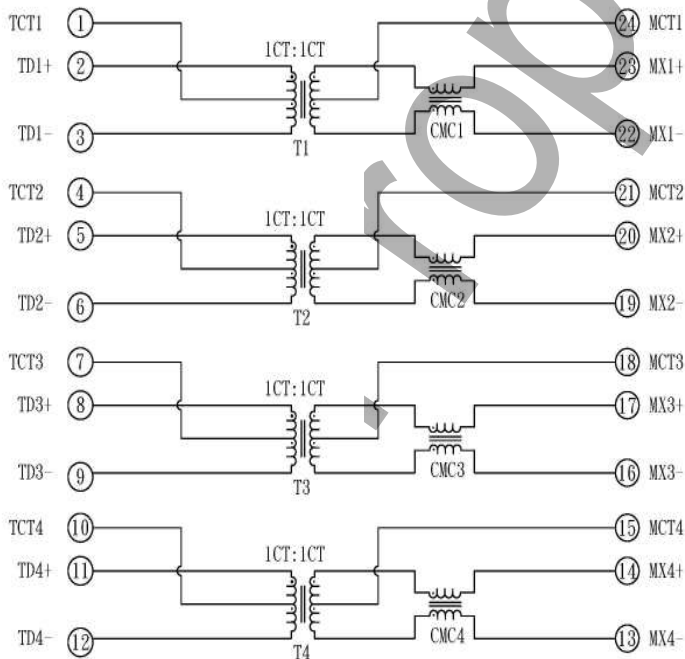 TCT1 1 24 MCT1
1CT:1CT
TD1+ 2 23 MX1+
TD1- 3 22 MX1-
CMC1
T1
TCT2 4 21 MCT2
1CT:1CT
TD2+ 5 20 MX2+
TD2- 6 19 MX2-
CMC2
T2
TCT3 7 18 MCT3
1CT:1CT
TD3+ 8 17 MX3+
TD3- 9 16 MX3-
CMC3
T3
TCT4 10 15 MCT4
1CT:1CT
TD4+ 11 14 MX4+
TD4- 12 13 MX4-
CMC4
T4
rop